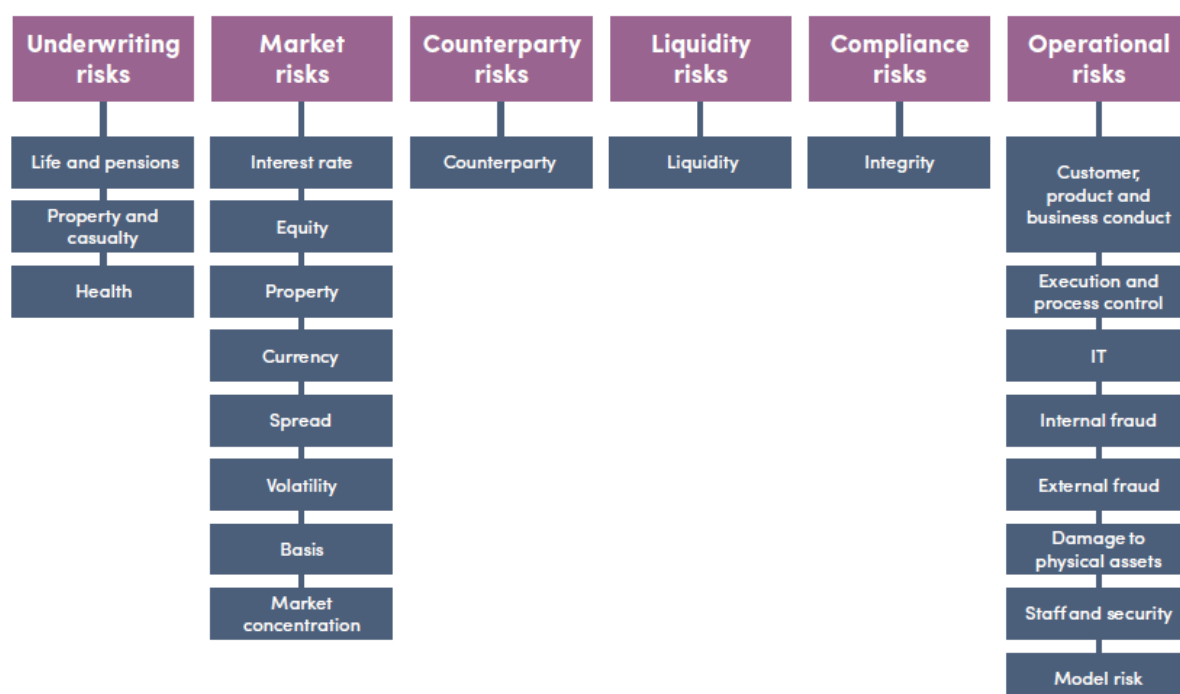 Underwriting
risks
Market
risks
Counterparty
risks
Liquidity
risks
Compliance
risks
Operational
risks
Life and pensions
Property and
casualty
Health
Interest rate
Equity
Property
Currency
Spread
Volatility
Basis
Market
concentration
Counterparty
Liquidity
Integrity
Customer,
product and
business conduct
Execution and
process control
IT
Internal fraud
External fraud
Damage to
physical assets
Staff and security
Model risk